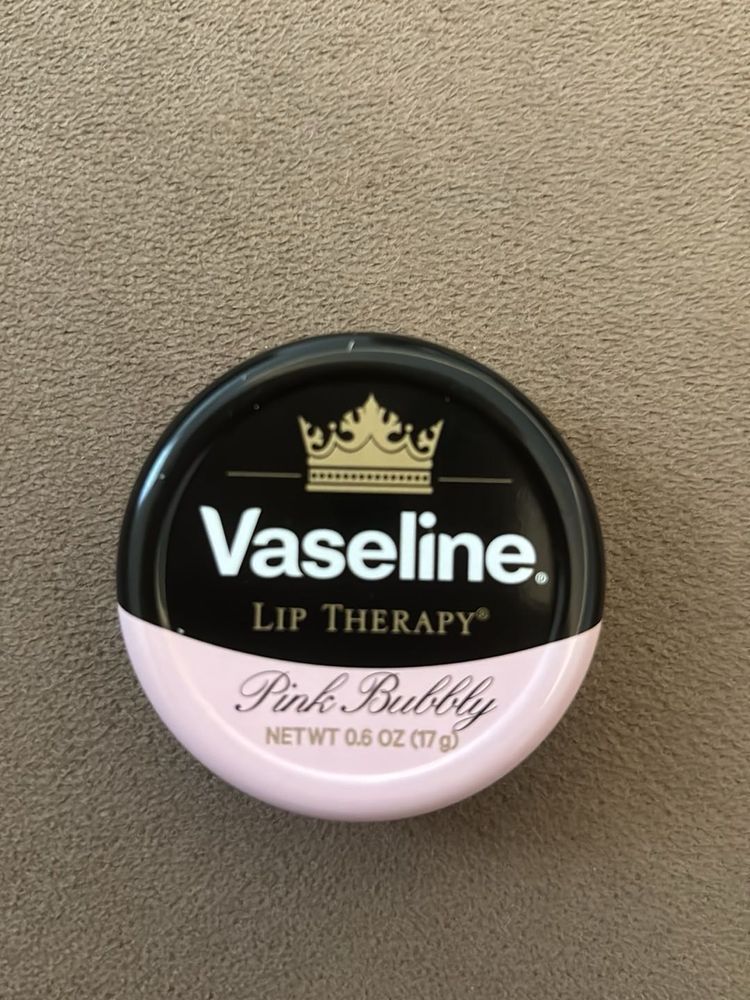 Vaseline®
LIP THERAPY®
Pink Bubbly
NET WT 0.6 OZ (17 g)